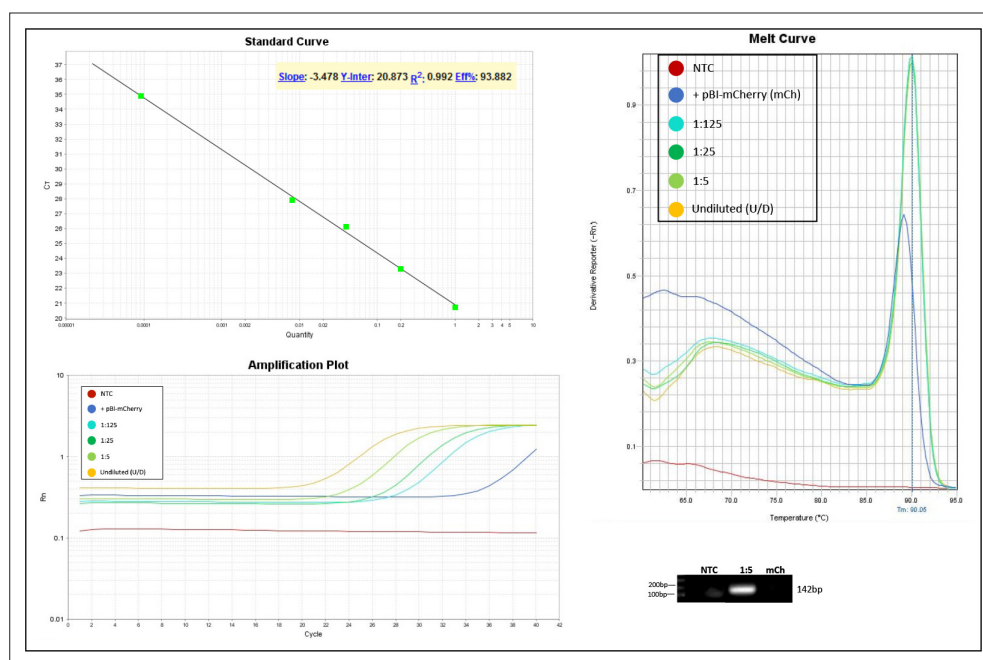 Standard Curve
Slope: -3.478 Y-Inter: 20.873 R²: 0.992 Eff%: 93.882
37
36
35
34
33
32
31
30
29
28
26
25
24
23
22
21
20
CT
0.00001
0.0001
0.001
0.002
0.01
0.02
0.1
0.2
1
2
3
4
5
10
Quantity
Amplification Plot
NTC
+ pBI-mCherry
1:125
1:25
1:5
Undiluted (U/D)
10
1
0.1
0.01
Rn
0 2 4 6 8 10 12 14 16 18 20 22 24 26 28 30 32 34 36 38 40 42
Cycle
Melt Curve
NTC
+ pBI-mCherry (mCh)
1:125
1:25
1:5
Undiluted (U/D)
0.9
0.7
0.5
0.3
0.1
Derivative Reporter (-Rn')
65.0 70.0 75.0 80.0 85.0 90.0 95.0
Tm: 90.05
Temperature (°C)
NTC 1:5 mCh
200bp
100bp
142bp